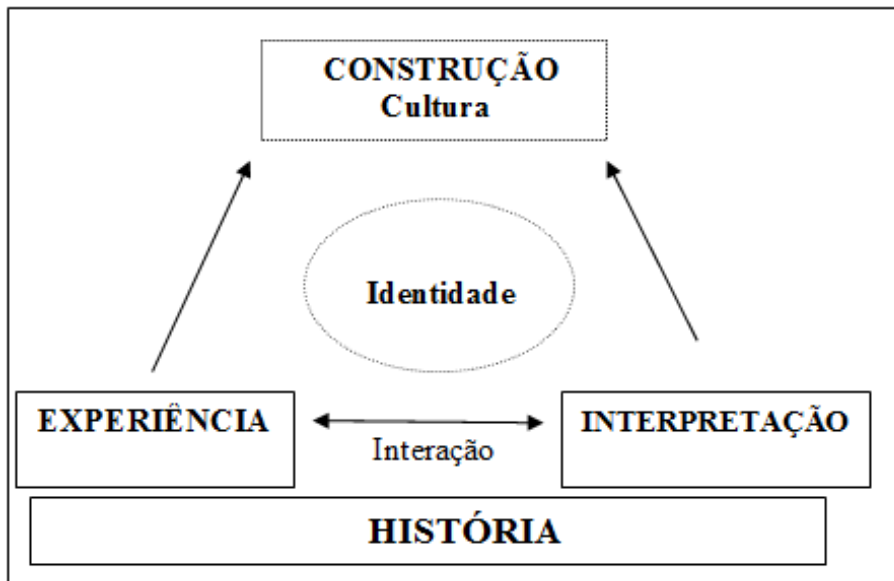 CONSTRUÇÃO
Cultura
Identidade
EXPERIÊNCIA
INTERPRETAÇÃO
Interação
HISTÓRIA